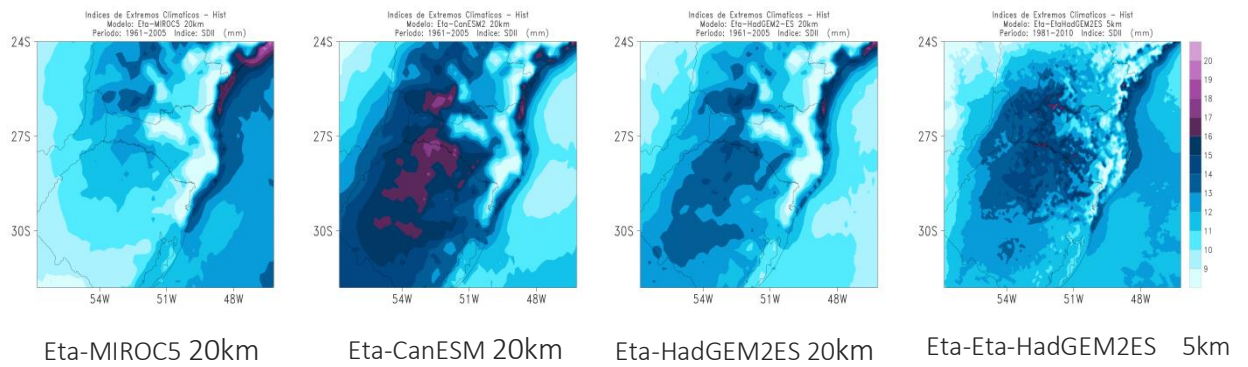 Indices de Extremos Climaticos - Hist
Modelo: Eta-MIROC5 20km
Periodo: 1961-2005 Indice: SDII (mm)
24S
27S
30S
54W 51W 48W
Eta-MIROC5 20km
Indices de Extremos Climaticos - Hist
Modelo: Eta-CanESM2 20km
Periodo: 1961-2005 Indice: SDII (mm)
24S
27S
30S
54W 51W 48W
Eta-CanESM 20km
Indices de Extremos Climaticos - Hist
Modelo: Eta-HadGEM2-ES 20km
Periodo: 1961-2005 Indice: SDII (mm)
24S
27S
30S
54W 51W 48W
Eta-HadGEM2ES 20km
Indices de Extremos Climaticos - Hist
Modelo: Eta-EtaHadGEM2ES 5km
Periodo: 1981-2010 Indice: SDII (mm)
24S
27S
30S
54W 51W 48W
20
19
18
17
16
15
14
13
12
11
10
9
Eta-Eta-HadGEM2ES 5km